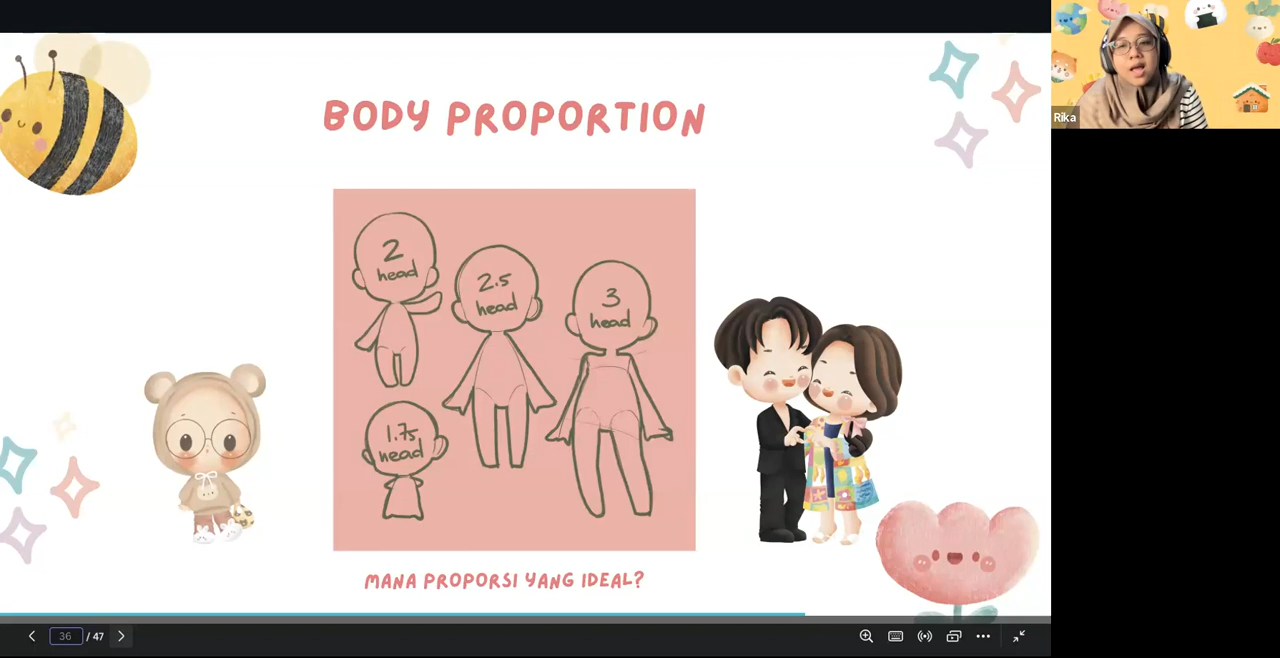 BODY PROPORTION
2
head
2.5
head
3
head
1.75
head
MANA PROPORSI YANG IDEAL?
Rika
36 / 47